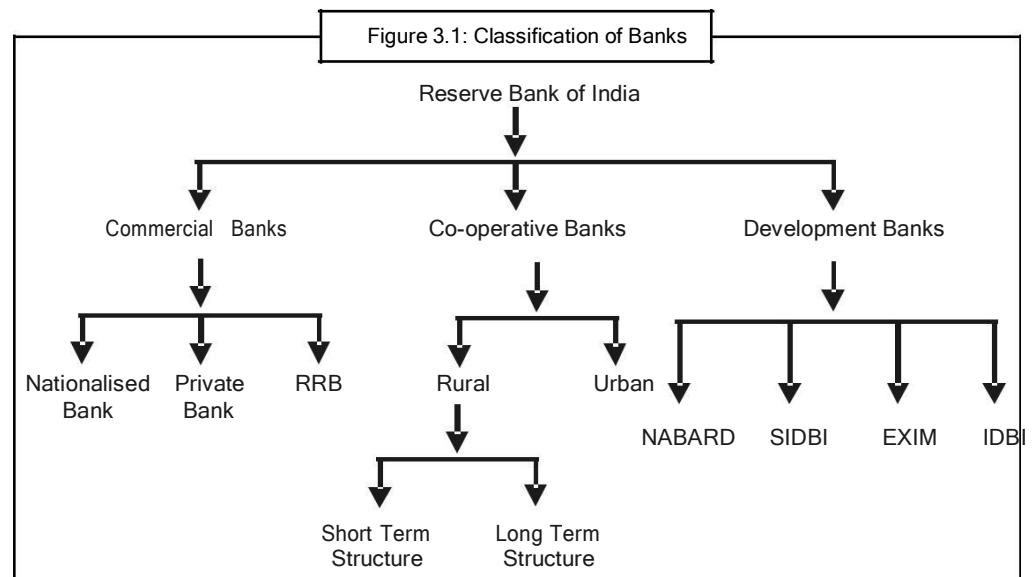 Figure 3.1: Classification of Banks
Reserve Bank of India
Commercial Banks
Co-operative Banks
Development Banks
Nationalised
Bank
Private
Bank
RRB
Rural
Urban
NABARD
SIDBI
EXIM
IDBI
Short Term
Structure
Long Term
Structure